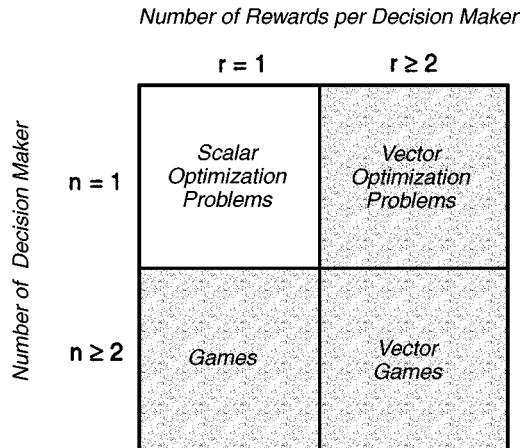 Number of Rewards per Decision Maker
r = 1
r ≥ 2
Number of Decision Maker
n = 1
Scalar
Optimization
Problems
Vector
Optimization
Problems
n ≥ 2
Games
Vector
Games